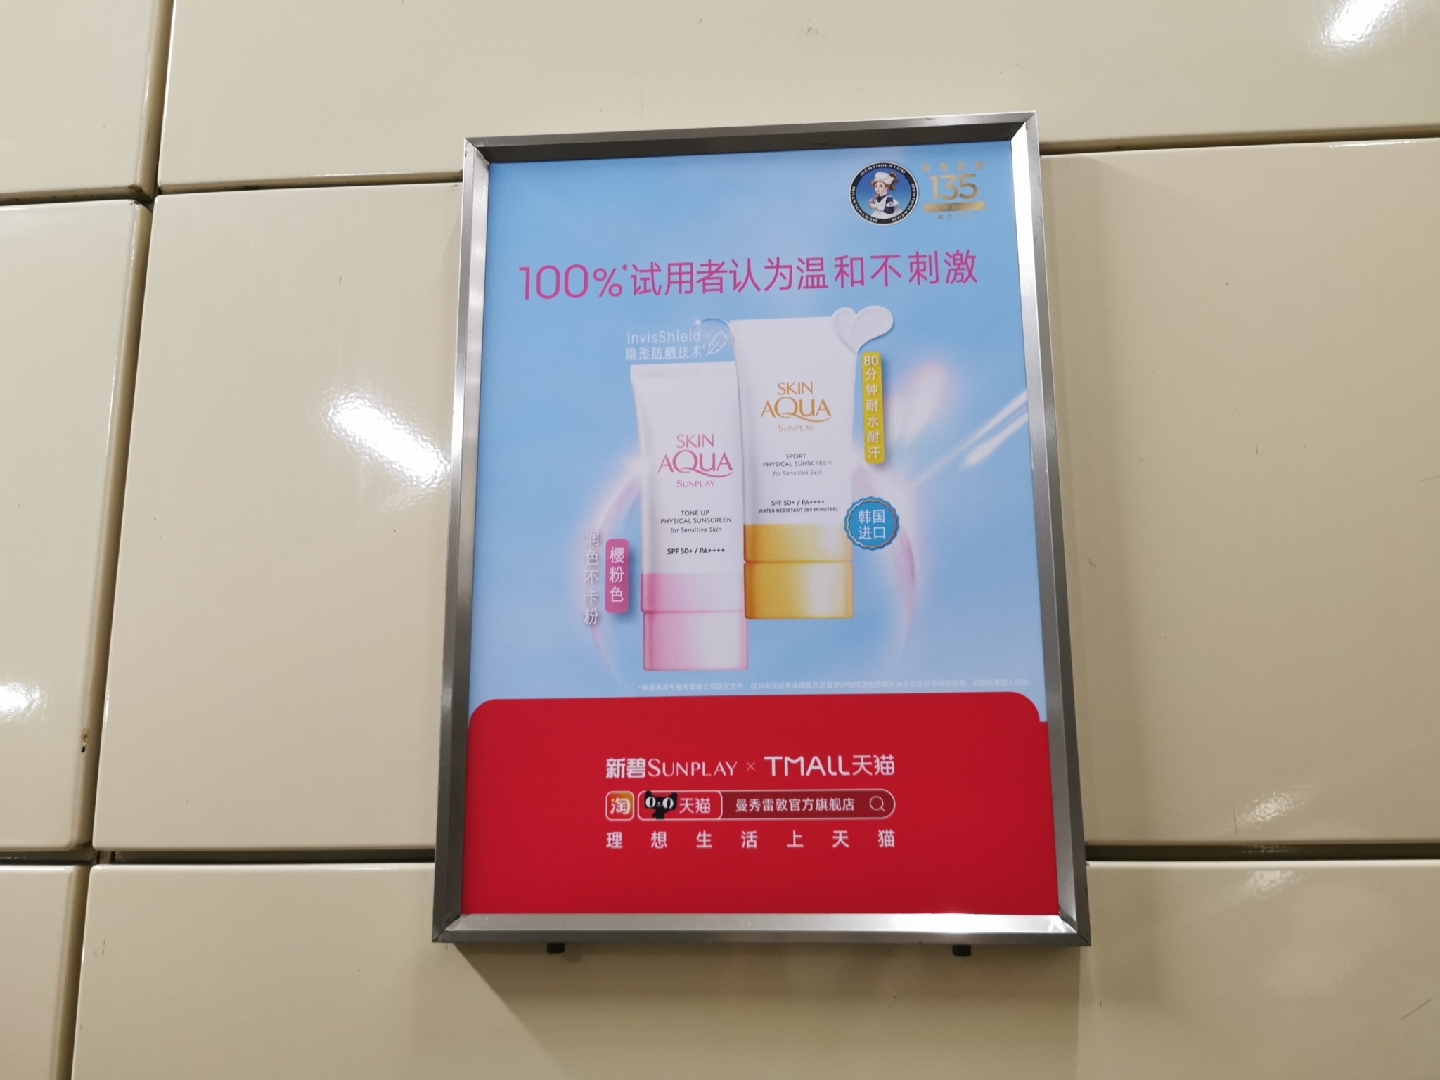 135
100%*试用者认为温和不刺激
InvisShield
隐形防晒技术*
80分钟耐水耐汗
SKIN
AQUA
SUNPLAY
SPORT
PHYSICAL SUNSCREEN
for Sensitive Skin
SPF 50+ / PA++++
WATER RESISTANT (80 MINUTES)
韩国
进口
SKIN
AQUA
SUNPLAY
TONE UP
PHYSICAL SUNSCREEN
for Sensitive Skin
SPF 50+ / PA++++
润色不卡粉
樱粉色
新碧SUNPLAY × TMALL天猫
淘 天猫 曼秀雷敦官方旗舰店
理想生活上天猫